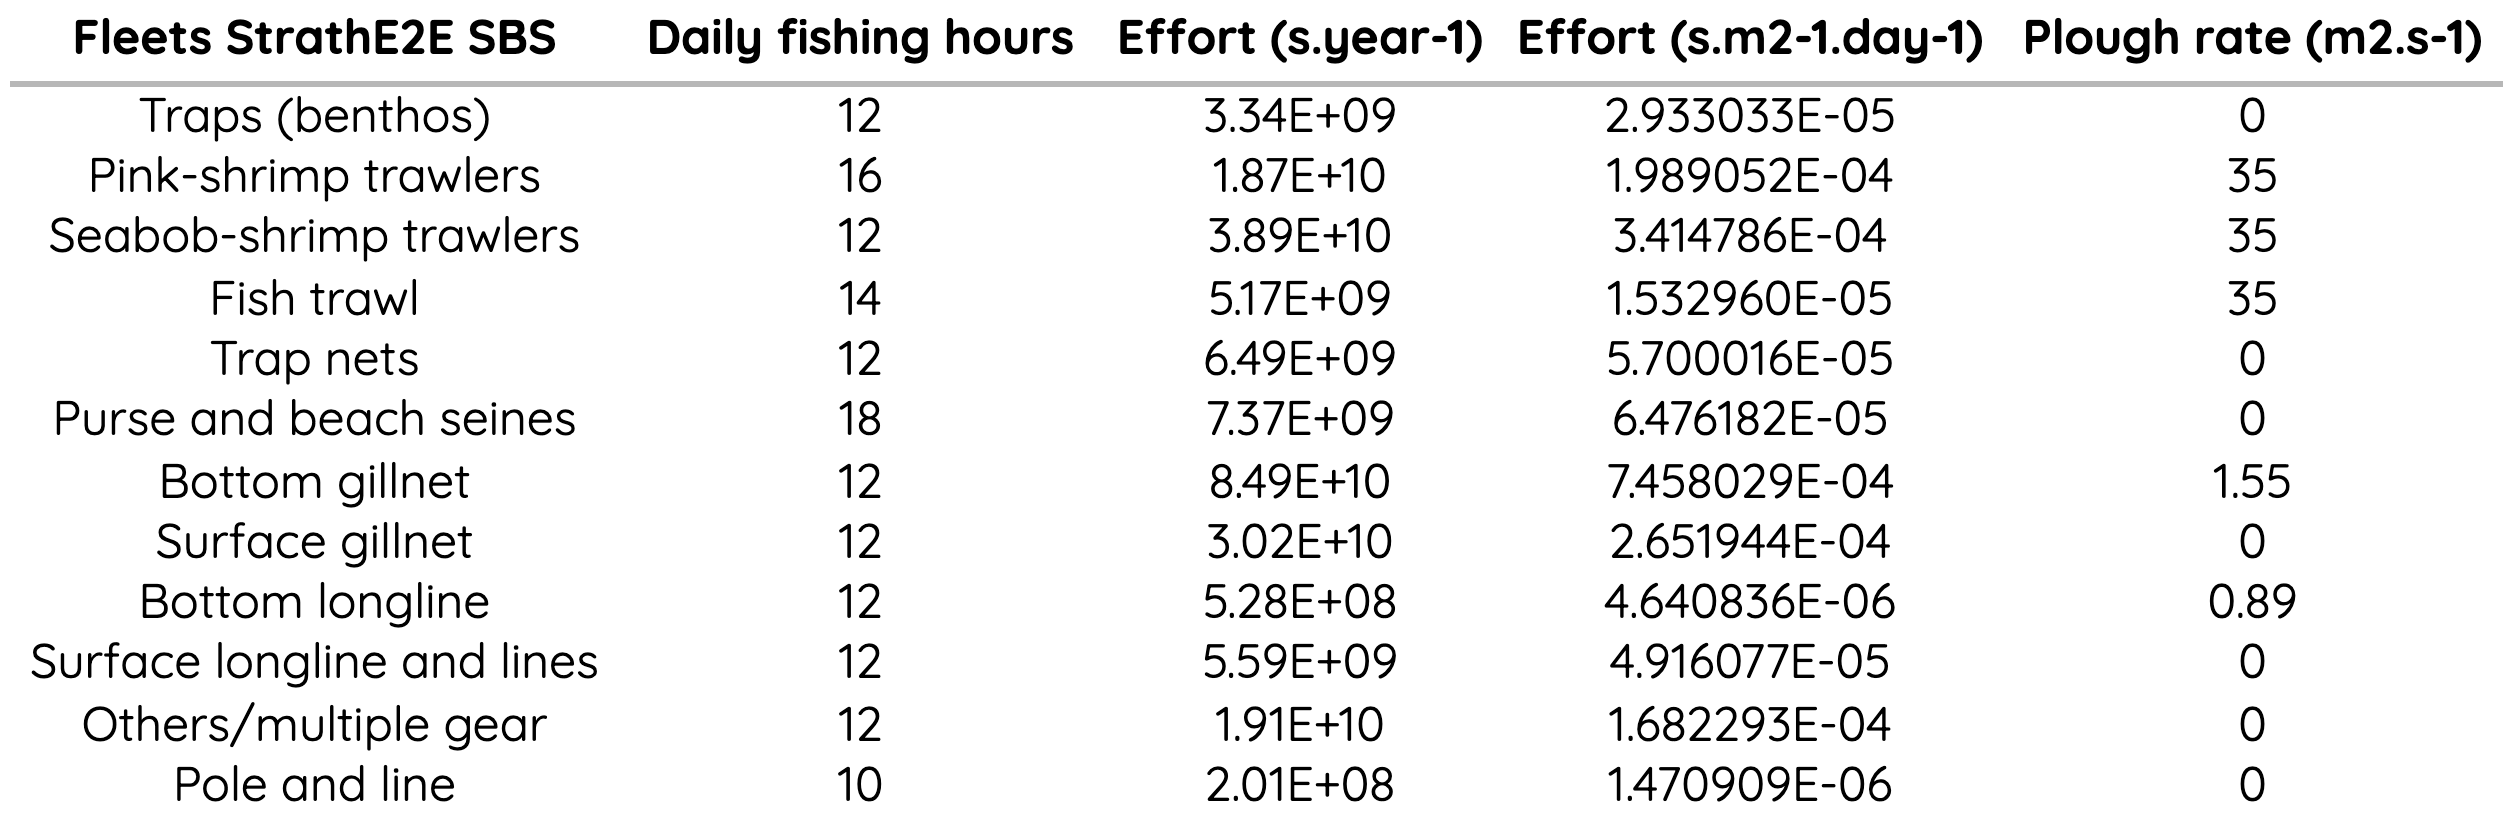 Fleets StrathE2E SBS Daily fishing hours Effort (s.year-1) Effort (s.m2-1.day-1) Plough rate (m2.s-1)
Traps (benthos) 12 3.34E+09 2.933033E-05 0
Pink-shrimp trawlers 16 1.87E+10 1.989052E-04 35
Seabob-shrimp trawlers 12 3.89E+10 3.414786E-04 35
Fish trawl 14 5.17E+09 1.532960E-05 35
Trap nets 12 6.49E+09 5.700016E-05 0
Purse and beach seines 18 7.37E+09 6.476182E-05 0
Bottom gillnet 12 8.49E+10 7.458029E-04 1.55
Surface gillnet 12 3.02E+10 2.651944E-04 0
Bottom longline 12 5.28E+08 4.640836E-06 0.89
Surface longline and lines 12 5.59E+09 4.916077E-05 0
Others/multiple gear 12 1.91E+10 1.682293E-04 0
Pole and line 10 2.01E+08 1.470909E-06 0